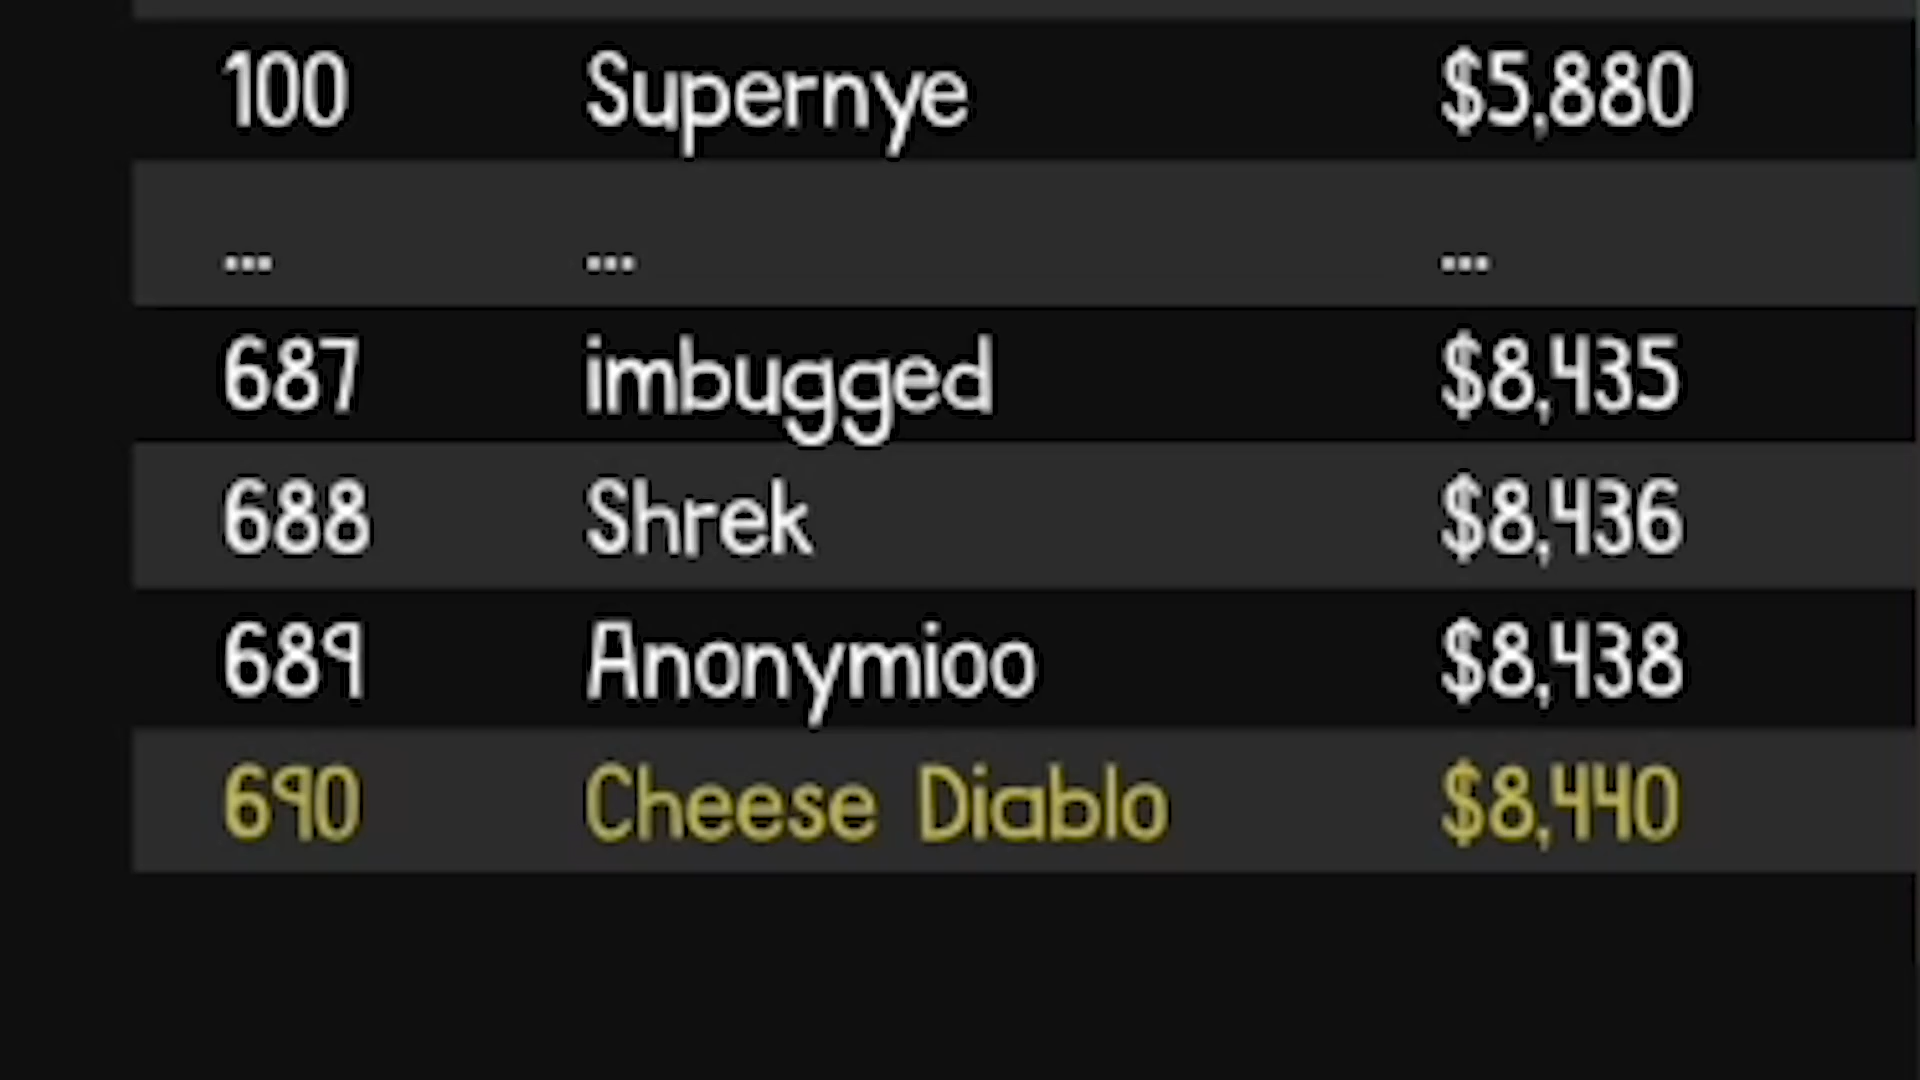 100 Supernye $5,880
... ... ...
687 imbugged $8,435
688 Shrek $8,436
689 Anonymioo $8,438
690 Cheese Diablo $8,440